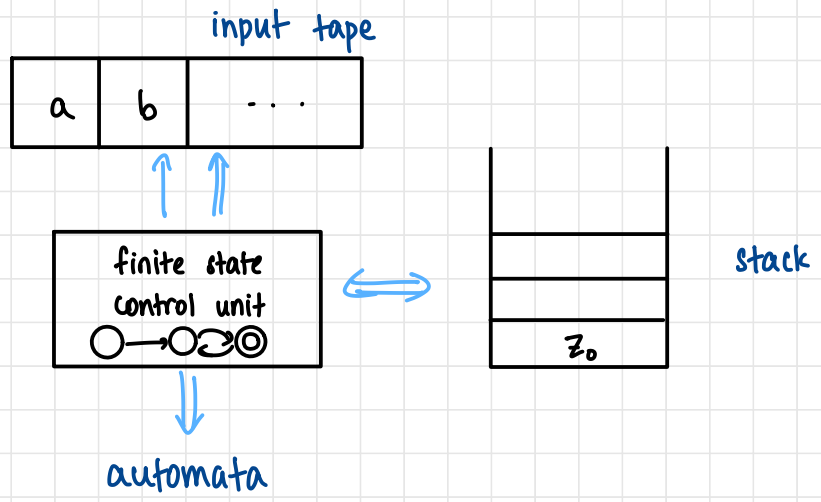 input tape
a b ...
finite state
control unit
stack
z₀
automata